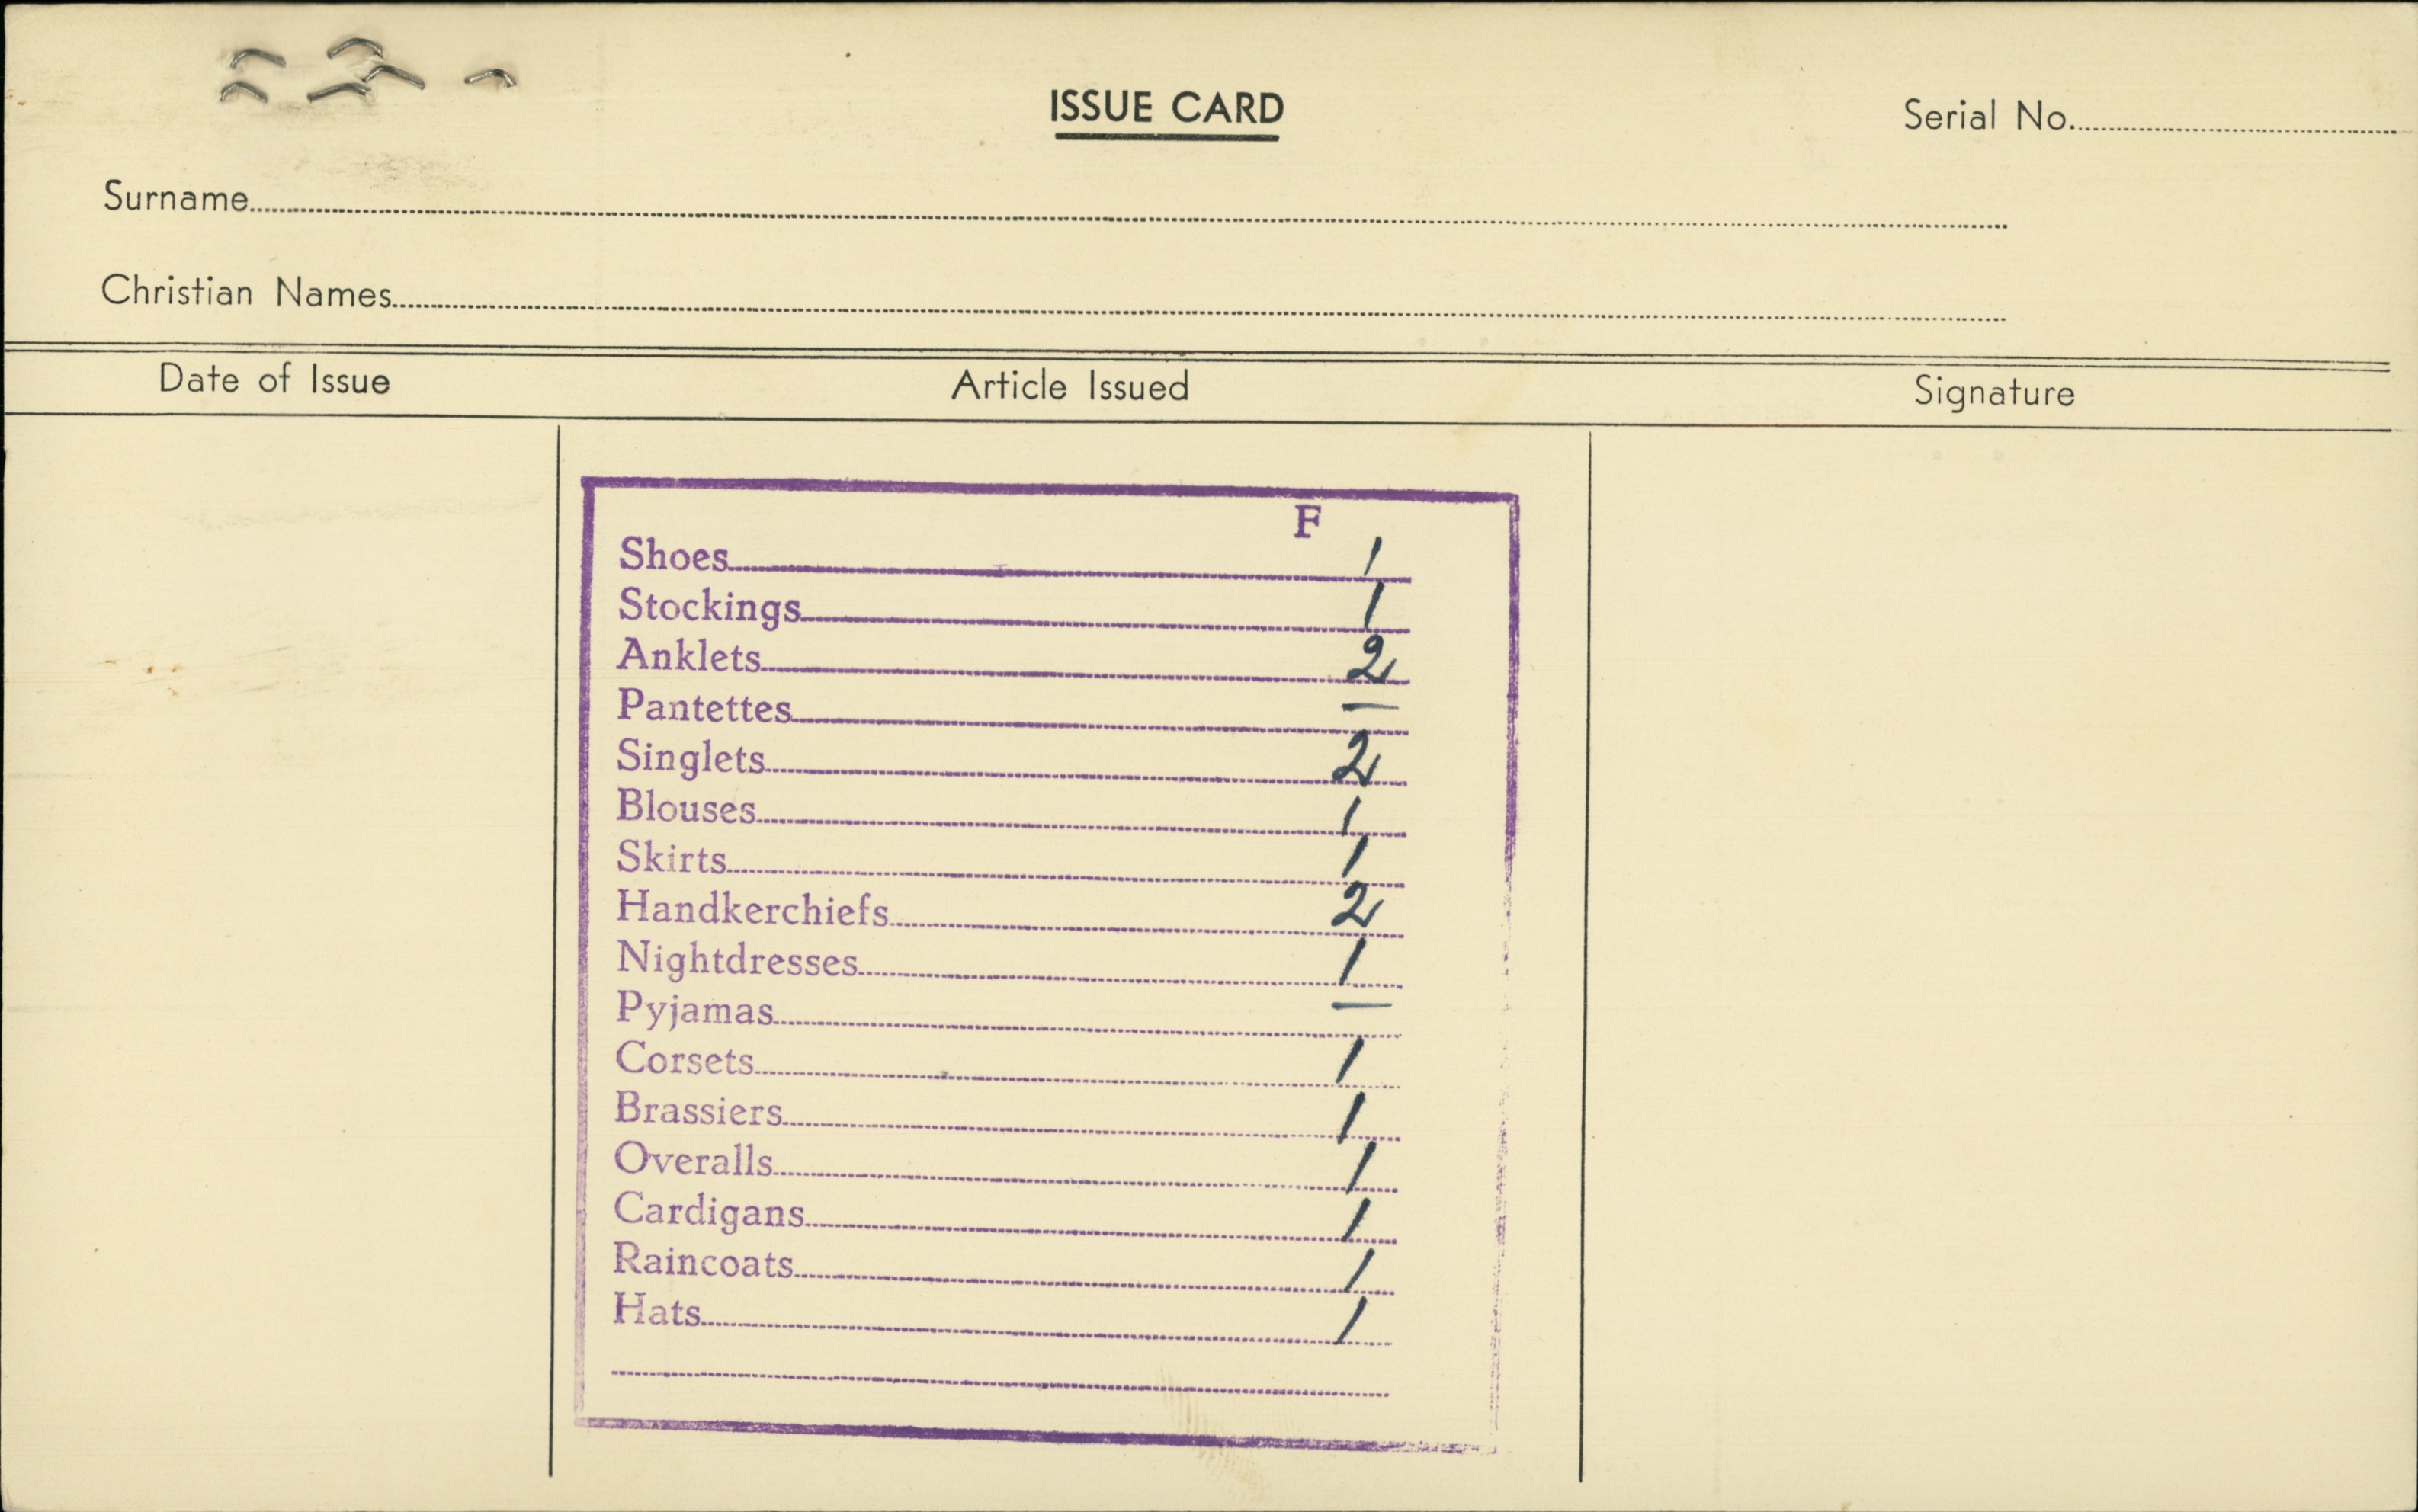 ISSUE CARD
Serial No.
Surname
Christian Names
Date of Issue Article Issued Signature
F
Shoes 1
Stockings 1
Anklets 2
Pantettes —
Singlets 2
Blouses 1
Skirts 1
Handkerchiefs 2
Nightdresses 1
Pyjamas —
Corsets 1
Brassiers 1
Overalls 1
Cardigans 1
Raincoats 1
Hats 1